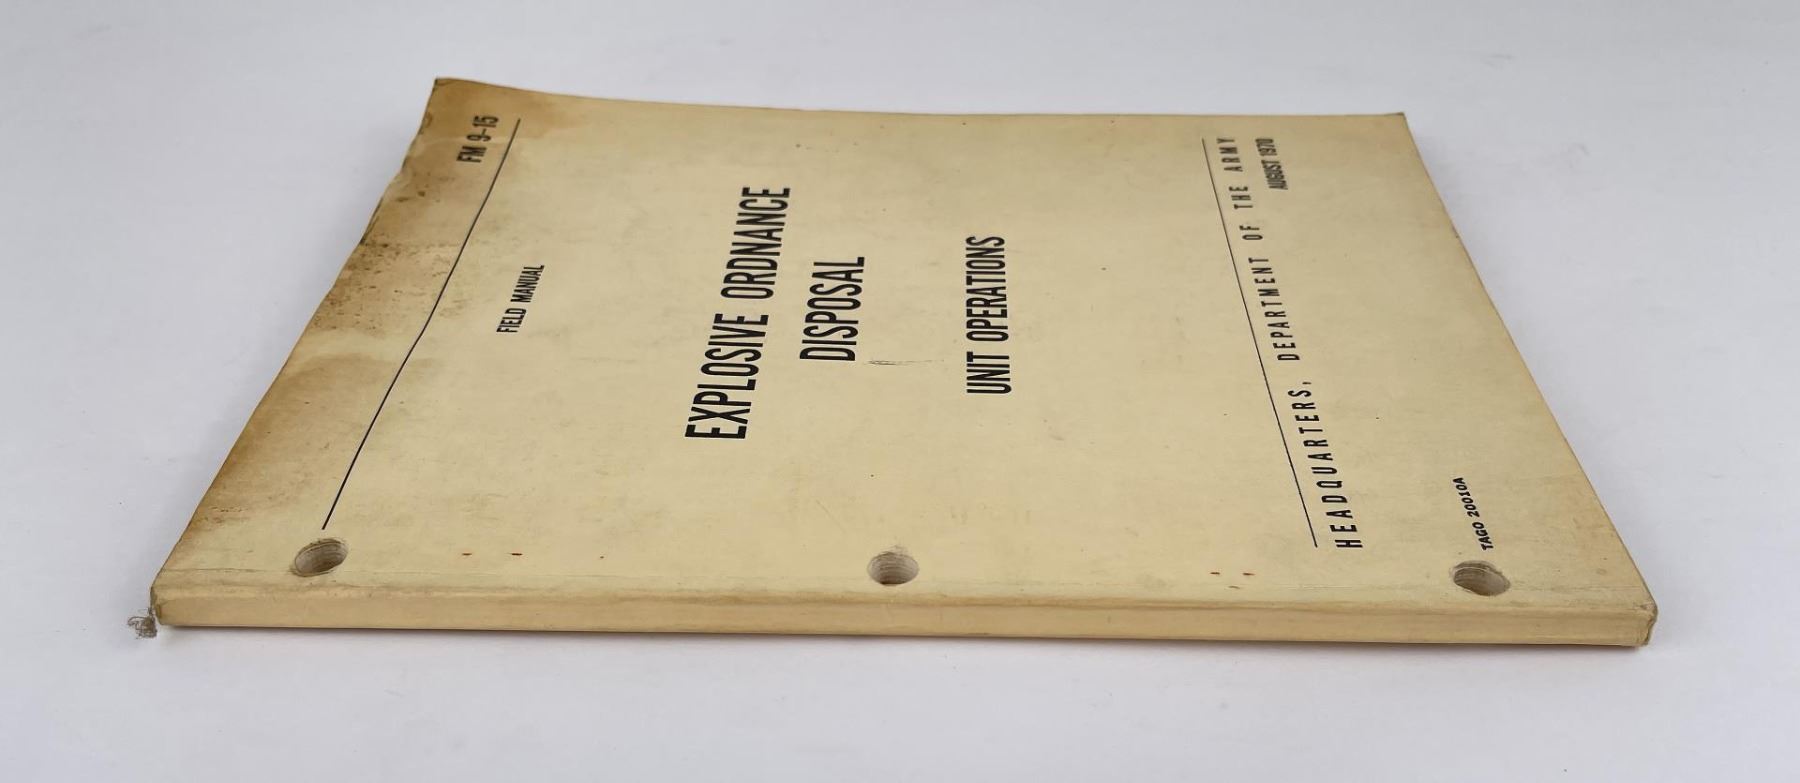 FM 9-15
FIELD MANUAL
EXPLOSIVE ORDNANCE
DISPOSAL
UNIT OPERATIONS
HEADQUARTERS, DEPARTMENT OF THE ARMY
AUGUST 1970
TAGO 20010A